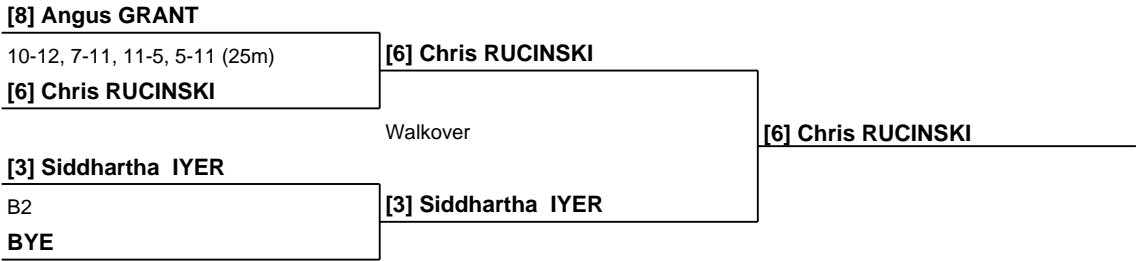 [8] Angus GRANT
10-12, 7-11, 11-5, 5-11 (25m)
[6] Chris RUCINSKI
[6] Chris RUCINSKI
Walkover
[6] Chris RUCINSKI
[3] Siddhartha  IYER
B2
[3] Siddhartha  IYER
BYE